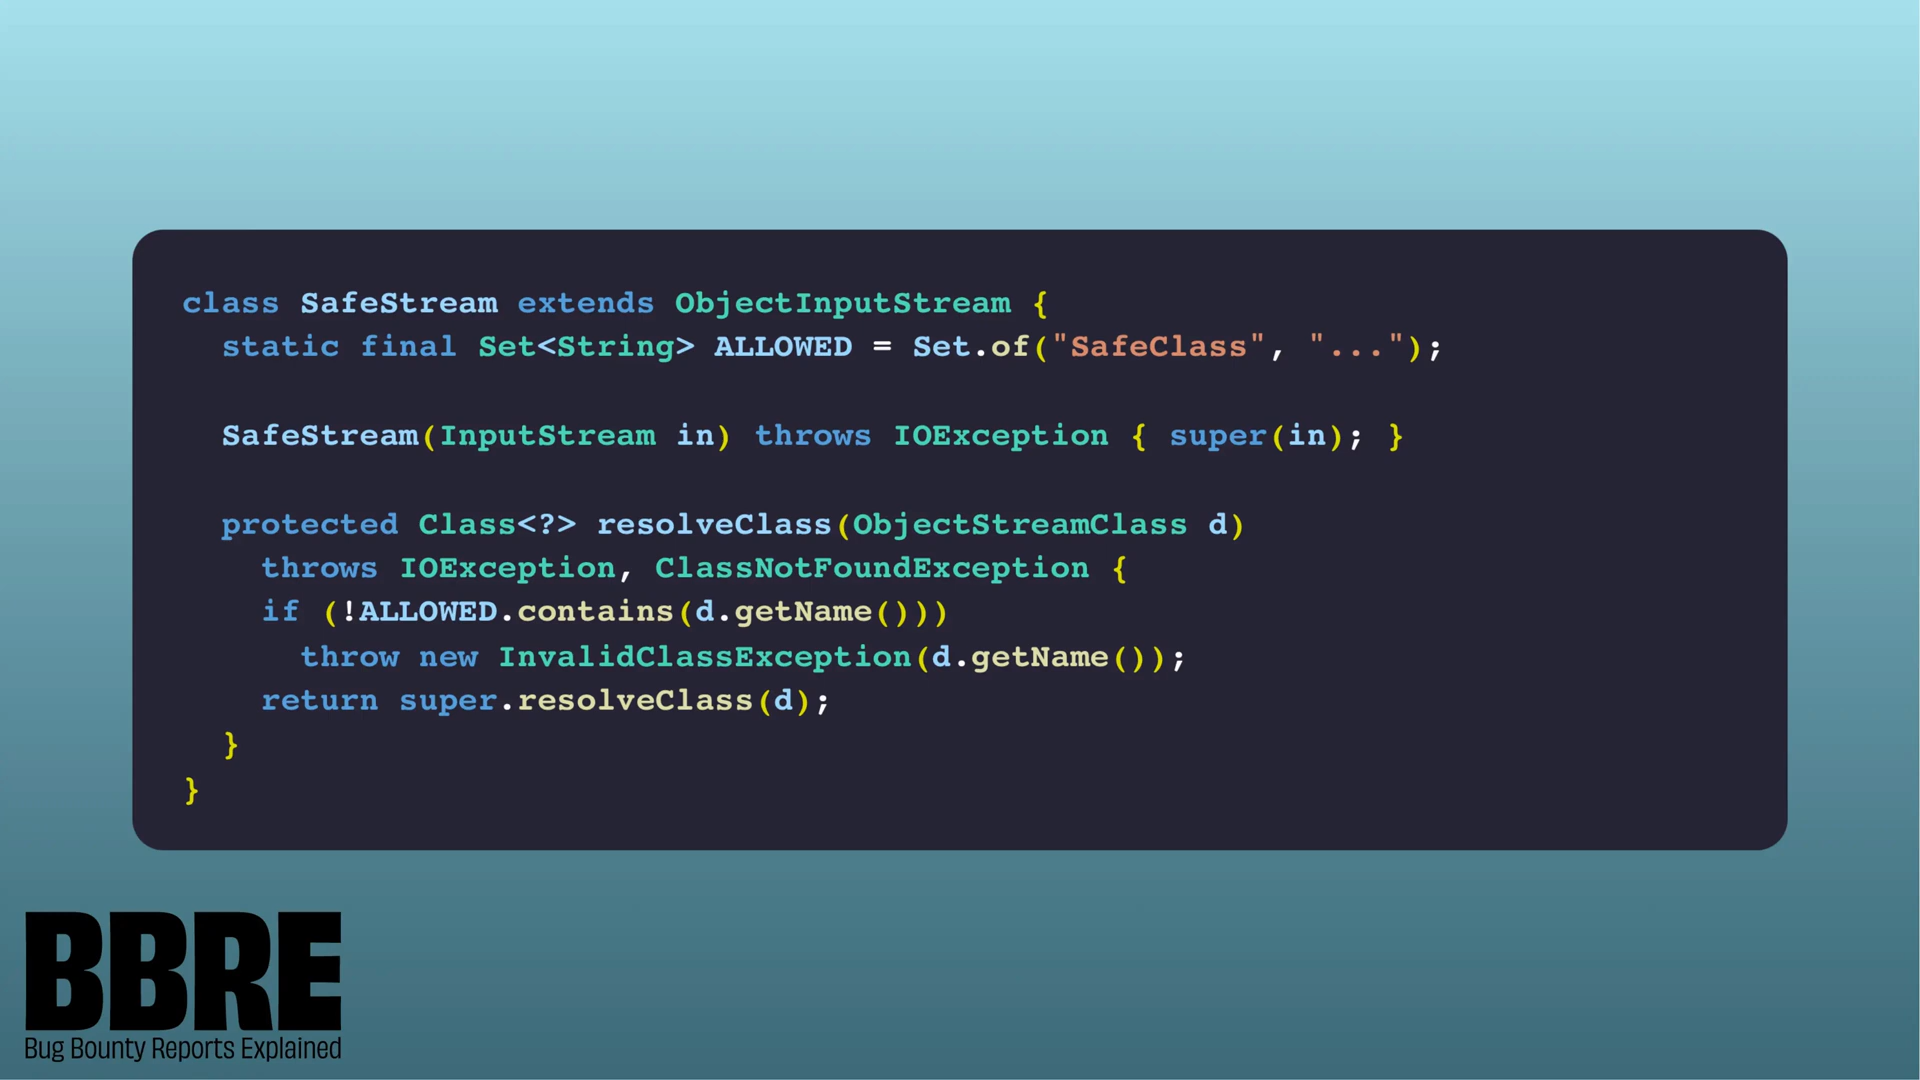 class SafeStream extends ObjectInputStream {
  static final Set<String> ALLOWED = Set.of("SafeClass", "...");

  SafeStream(InputStream in) throws IOException { super(in); }

  protected Class<?> resolveClass(ObjectStreamClass d)
    throws IOException, ClassNotFoundException {
    if (!ALLOWED.contains(d.getName()))
      throw new InvalidClassException(d.getName());
    return super.resolveClass(d);
  }
}
BBRE
Bug Bounty Reports Explained